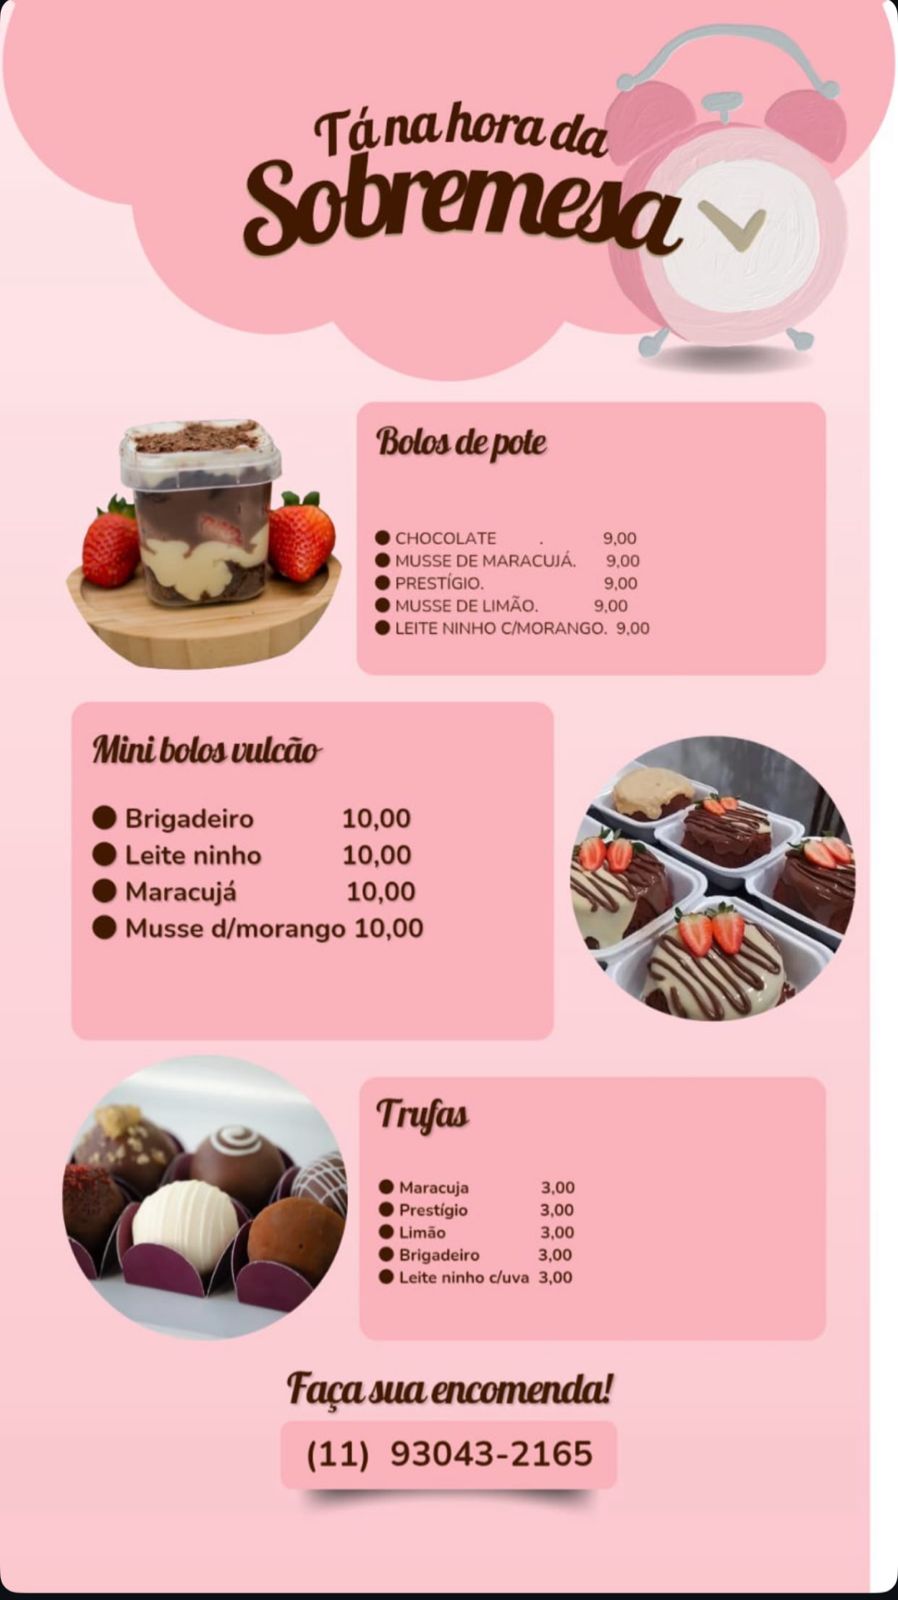 Tá na hora da
Sobremesa
Bolos de pote
● CHOCOLATE . 9,00
● MUSSE DE MARACUJÁ. 9,00
● PRESTÍGIO. 9,00
● MUSSE DE LIMÃO. 9,00
● LEITE NINHO C/MORANGO. 9,00
Mini bolos vulcão
● Brigadeiro 10,00
● Leite ninho 10,00
● Maracujá 10,00
● Musse d/morango 10,00
Trufas
● Maracuja 3,00
● Prestígio 3,00
● Limão 3,00
● Brigadeiro 3,00
● Leite ninho c/uva 3,00
Faça sua encomenda!
(11) 93043-2165